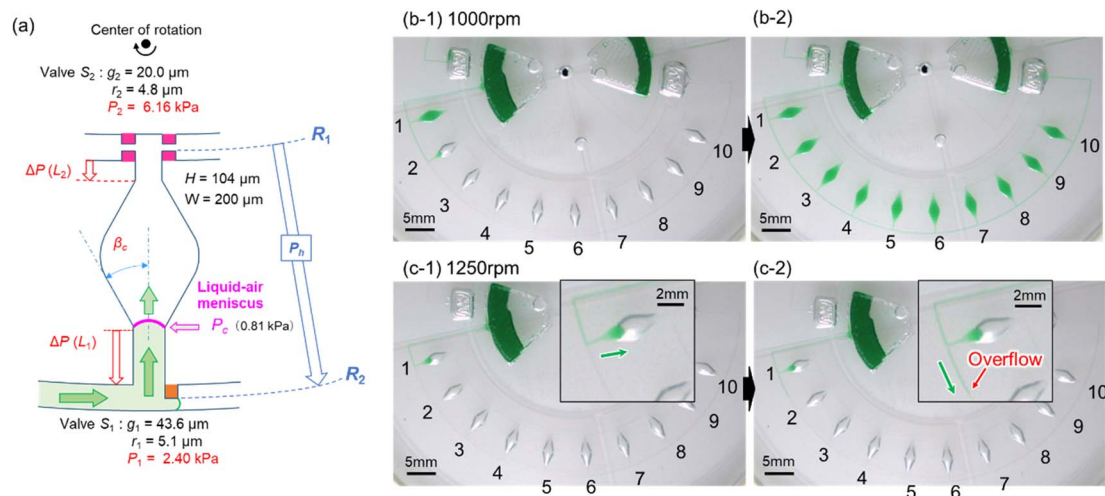 (a)
Center of rotation
Valve S₂ : g₂ = 20.0 µm
r₂ = 4.8 µm
P₂ = 6.16 kPa
R₁
ΔP (L₂)
H = 104 µm
W = 200 µm
βc
Pₕ
Liquid-air
meniscus
Pc (0.81 kPa)
ΔP(L₁)
R₂
Valve S₁ : g₁ = 43.6 µm
r₁ = 5.1 µm
P₁ = 2.40 kPa
(b-1) 1000rpm
1
2
3
4
5
6
7
8
9
10
5mm
(b-2)
1
2
3
4
5
6
7
8
9
10
5mm
(c-1) 1250rpm
2mm
1
2
3
4
5
6
7
8
9
10
5mm
(c-2)
2mm
Overflow
1
2
3
4
5
6
7
8
9
10
5mm